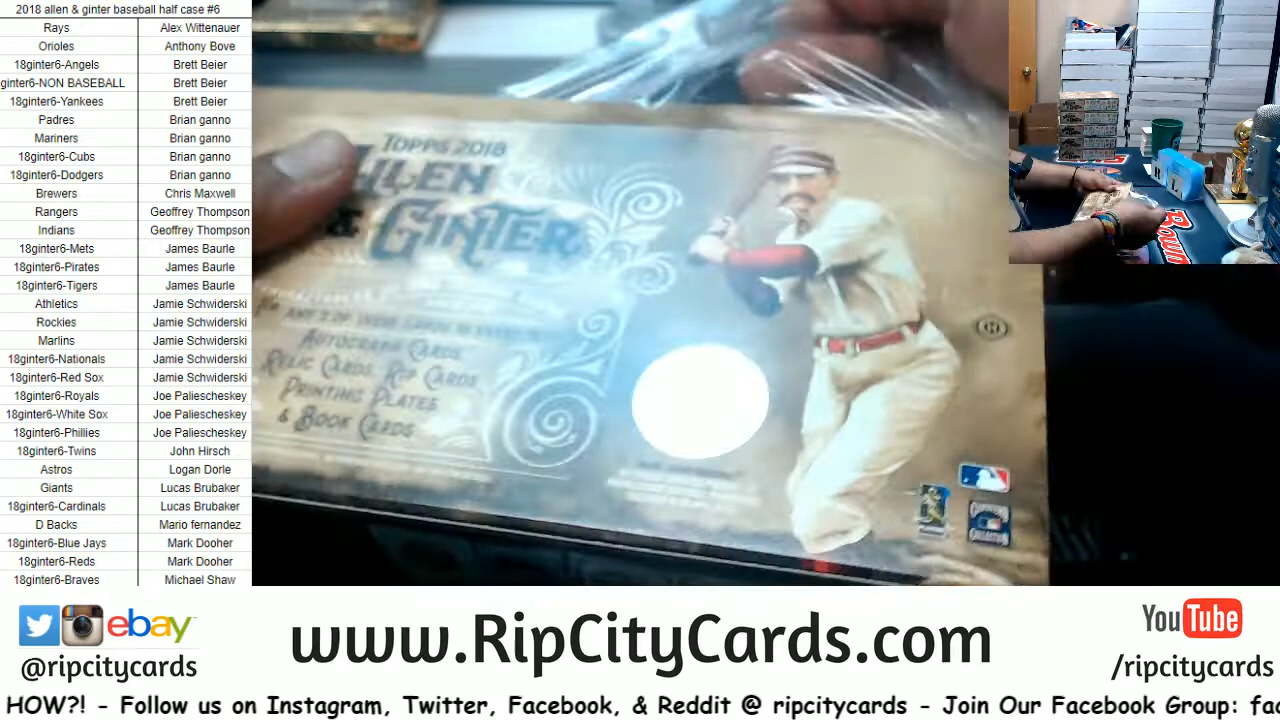 2018 allen & ginter baseball half case #6
Rays Alex Wittenauer
Orioles Anthony Bove
18ginter6-Angels Brett Beier
ginter6-NON BASEBALL Brett Beier
18ginter6-Yankees Brett Beier
Padres Brian ganno
Mariners Brian ganno
18ginter6-Cubs Brian ganno
18ginter6-Dodgers Brian ganno
Brewers Chris Maxwell
Rangers Geoffrey Thompson
Indians Geoffrey Thompson
18ginter6-Mets James Baurle
18ginter6-Pirates James Baurle
18ginter6-Tigers James Baurle
Athletics Jamie Schwiderski
Rockies Jamie Schwiderski
Marlins Jamie Schwiderski
18ginter6-Nationals Jamie Schwiderski
18ginter6-Red Sox Jamie Schwiderski
18ginter6-Royals Joe Paliescheskey
18ginter6-White Sox Joe Paliescheskey
18ginter6-Phillies Joe Paliescheskey
18ginter6-Twins John Hirsch
Astros Logan Dorle
Giants Lucas Brubaker
18ginter6-Cardinals Lucas Brubaker
D Backs Mario fernandez
18ginter6-Blue Jays Mark Dooher
18ginter6-Reds Mark Dooher
18ginter6-Braves Michael Shaw
TOPPS 2018
& GINTER
AUTOGRAPH CARDS,
RELIC CARDS, RIP CARDS,
PRINTING PLATES
& BOOK CARDS
ebay
@ripcitycards
www.RipCityCards.com
YouTube
/ripcitycards
HOW?! - Follow us on Instagram, Twitter, Facebook, & Reddit @ ripcitycards - Join Our Facebook Group: fac